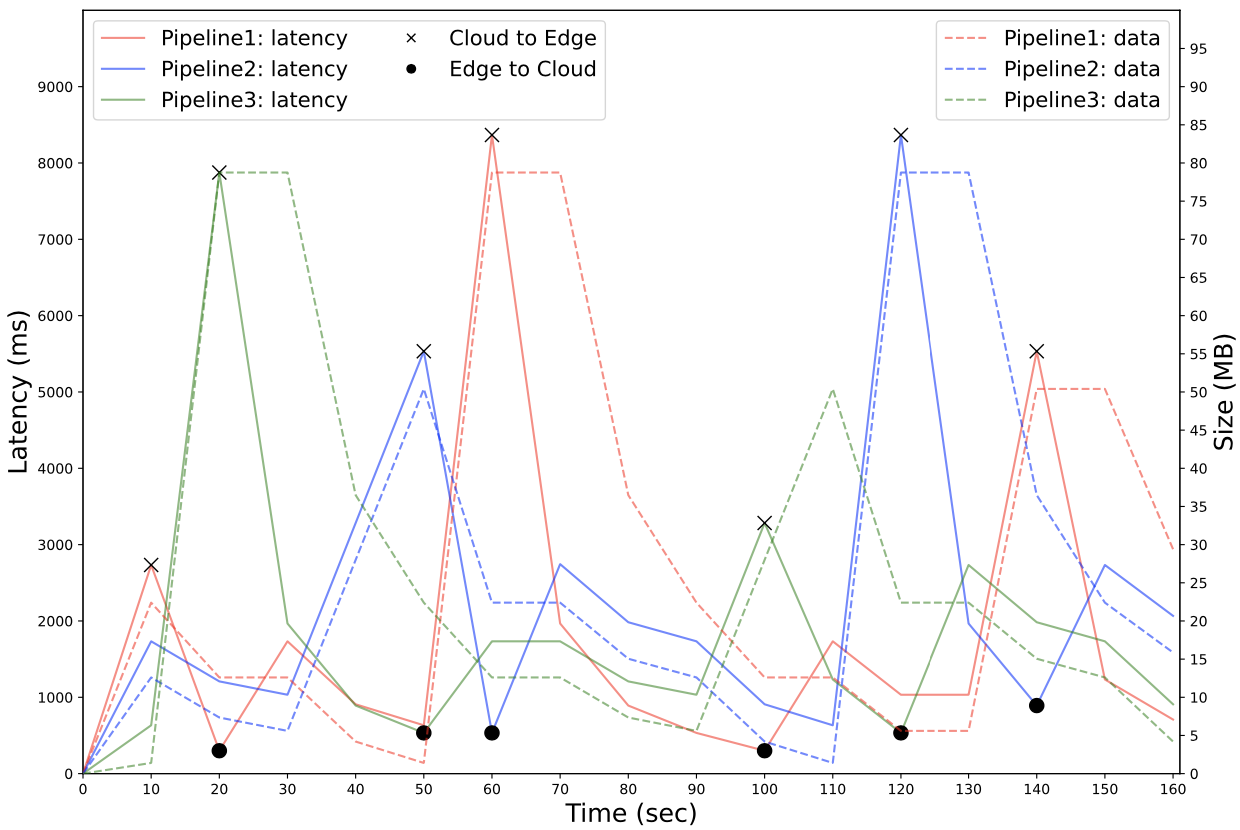 Pipeline1: latency
Pipeline2: latency
Pipeline3: latency
Cloud to Edge
Edge to Cloud
Pipeline1: data
Pipeline2: data
Pipeline3: data
Latency (ms)
9000
8000
7000
6000
5000
4000
3000
2000
1000
0
Size (MB)
95
90
85
80
75
70
65
60
55
50
45
40
35
30
25
20
15
10
5
0
0 10 20 30 40 50 60 70 80 90 100 110 120 130 140 150 160
Time (sec)